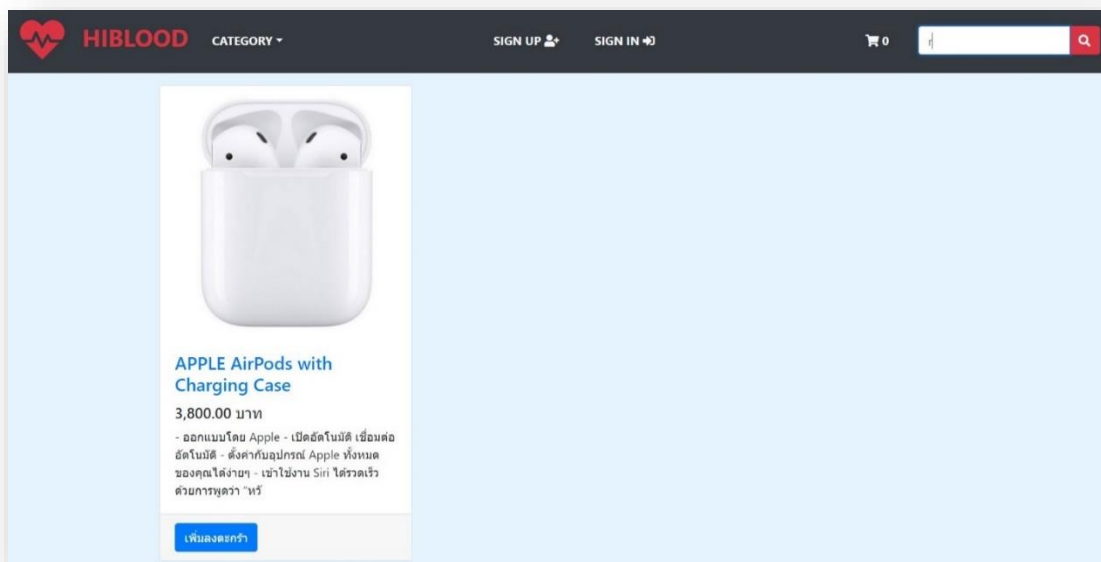 HIBLOOD CATEGORY SIGN UP SIGN IN 0
APPLE AirPods with
Charging Case
3,800.00 บาท
- ออกแบบโดย Apple - เปิดอัตโนมัติ เชื่อมต่อ
อัตโนมัติ - ตั้งค่ากับอุปกรณ์ Apple ทั้งหมด
ของคุณได้ง่ายๆ - เข้าใช้งาน Siri ได้รวดเร็ว
ด้วยการพูดว่า "หวั
เพิ่มลงตะกร้า